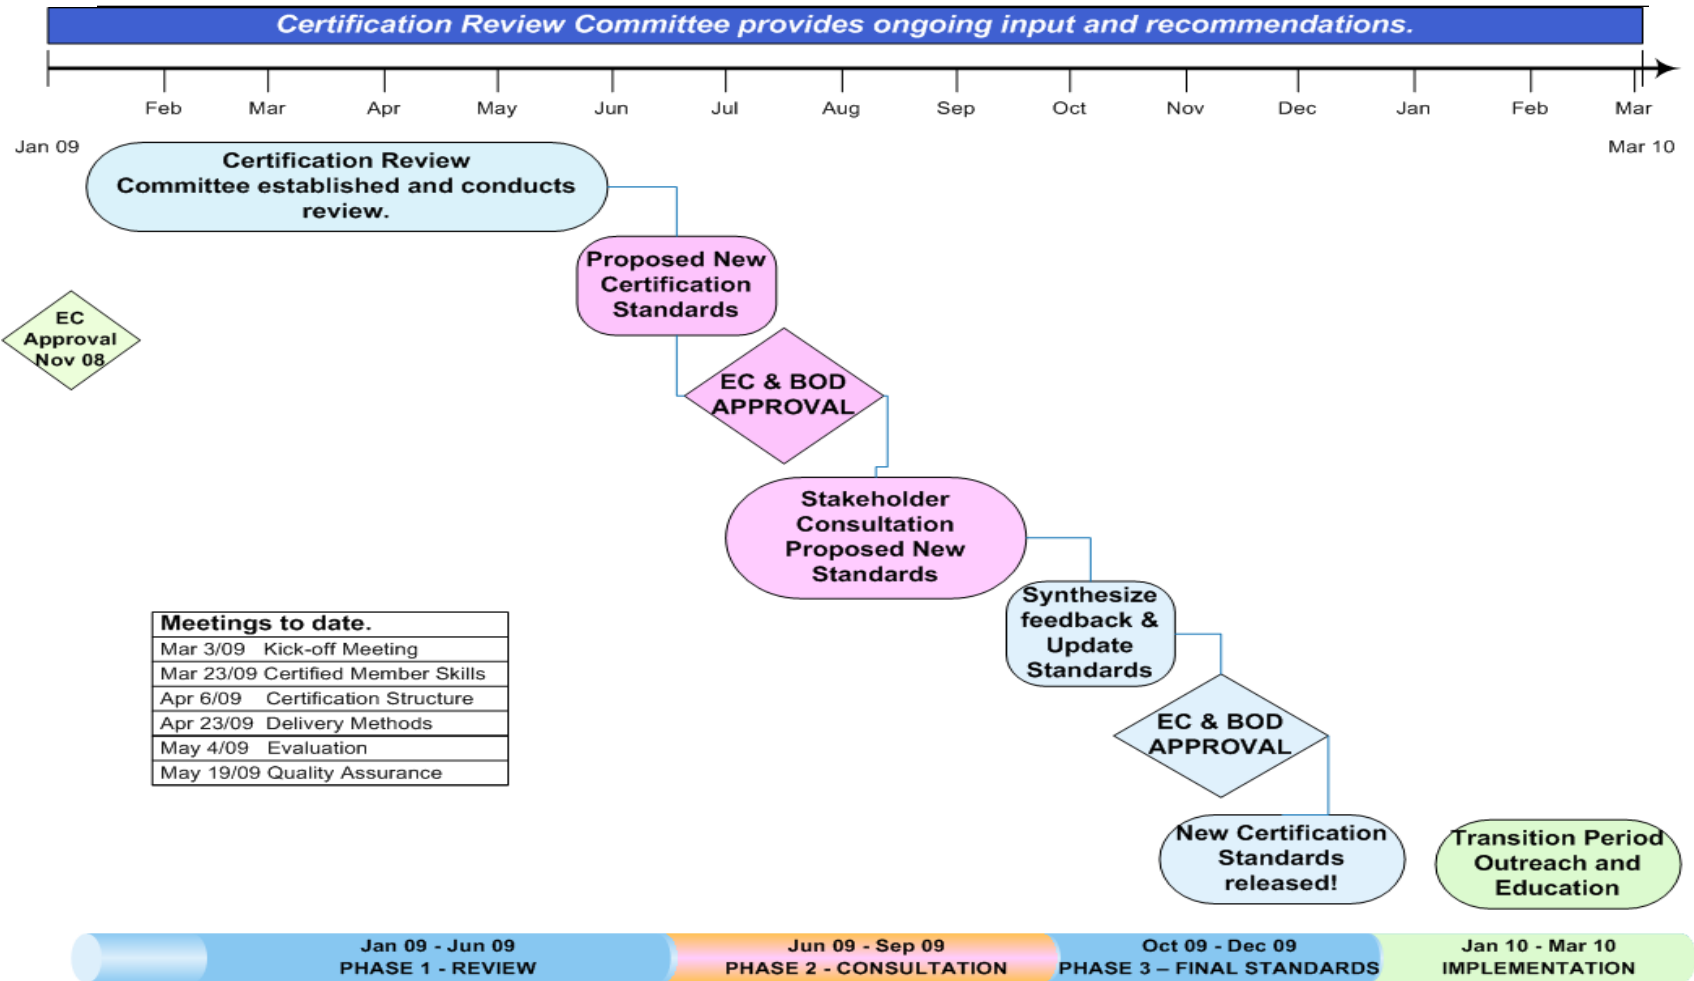 Certification Review Committee provides ongoing input and recommendations.
Feb Mar Apr May Jun Jul Aug Sep Oct Nov Dec Jan Feb Mar
Jan 09
Mar 10
Certification Review
Committee established and conducts
review.
Proposed New
Certification
Standards
EC
Approval
Nov 08
EC & BOD
APPROVAL
Stakeholder
Consultation
Proposed New
Standards
Synthesize
feedback &
Update
Standards
Meetings to date.
Mar 3/09 Kick-off Meeting
Mar 23/09 Certified Member Skills
Apr 6/09 Certification Structure
Apr 23/09 Delivery Methods
May 4/09 Evaluation
May 19/09 Quality Assurance
EC & BOD
APPROVAL
New Certification
Standards
released!
Transition Period
Outreach and
Education
Jan 09 - Jun 09
PHASE 1 - REVIEW
Jun 09 - Sep 09
PHASE 2 - CONSULTATION
Oct 09 - Dec 09
PHASE 3 – FINAL STANDARDS
Jan 10 - Mar 10
IMPLEMENTATION